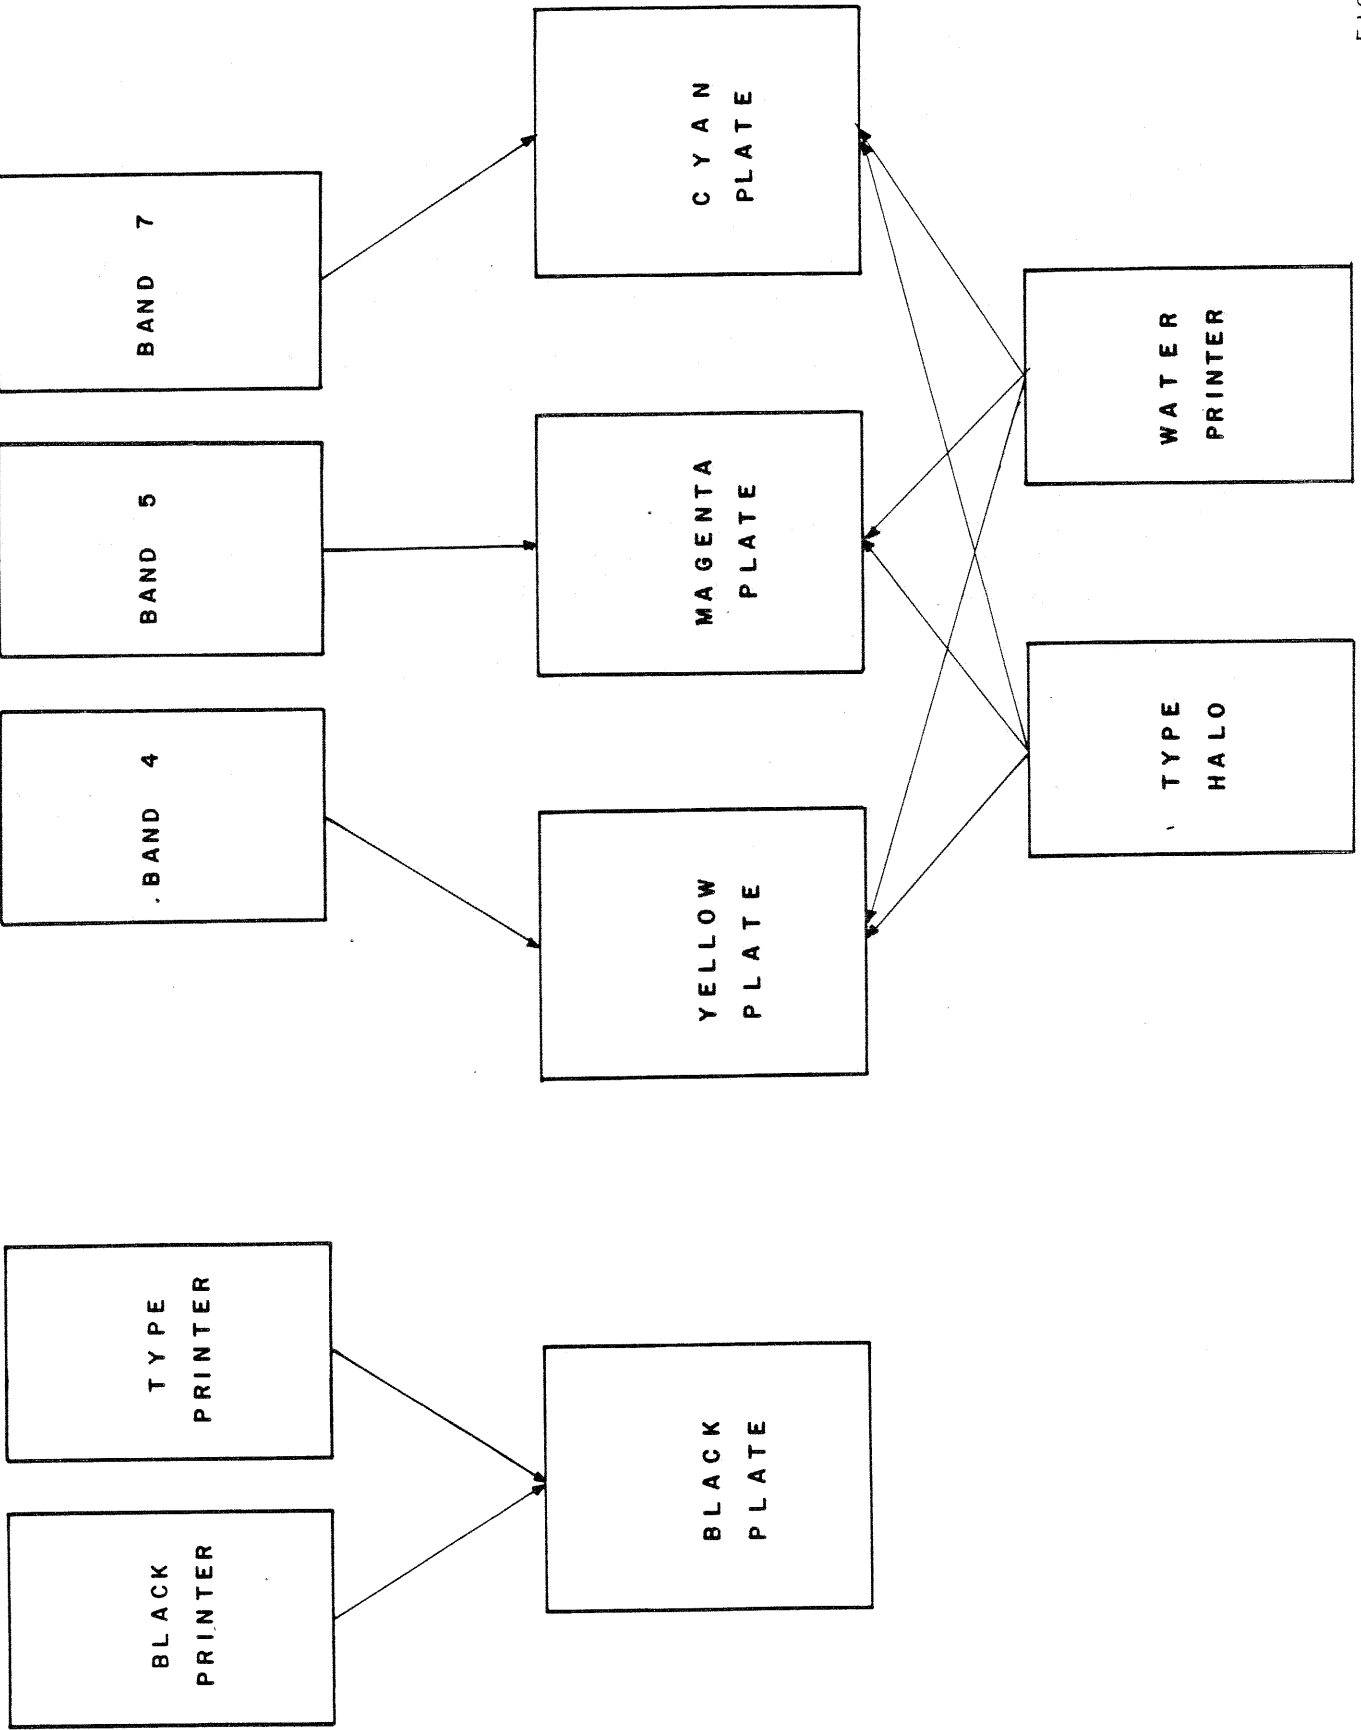 BLACK
PRINTER
TYPE
PRINTER
.BAND 4
BAND 5
BAND 7
BLACK
PLATE
YELLOW
PLATE
MAGENTA
PLATE
CYAN
PLATE
TYPE
HALO
WATER
PRINTER